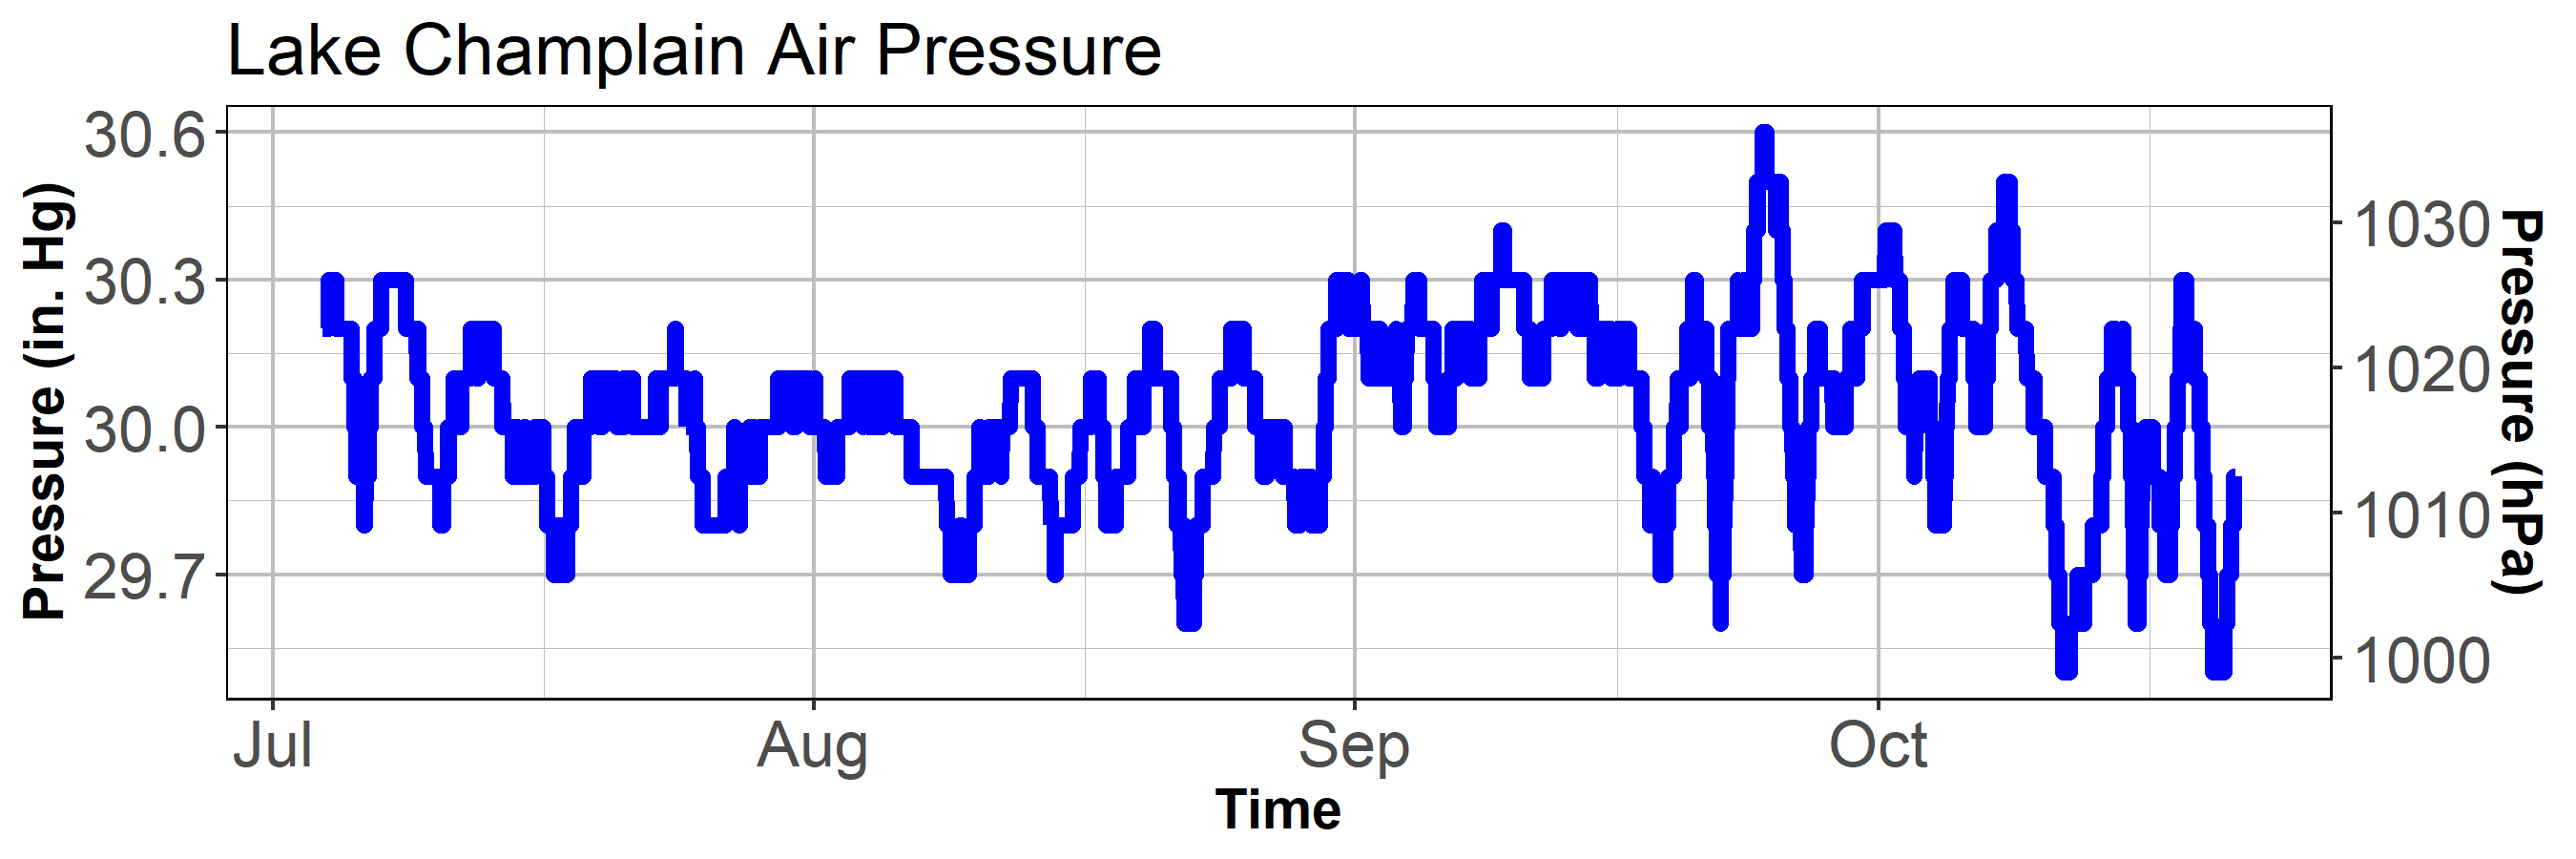 Lake Champlain Air Pressure
Pressure (in. Hg)
30.6
30.3
30.0
29.7
1030
1020
1010
1000
Pressure (hPa)
Jul Aug Sep Oct
Time